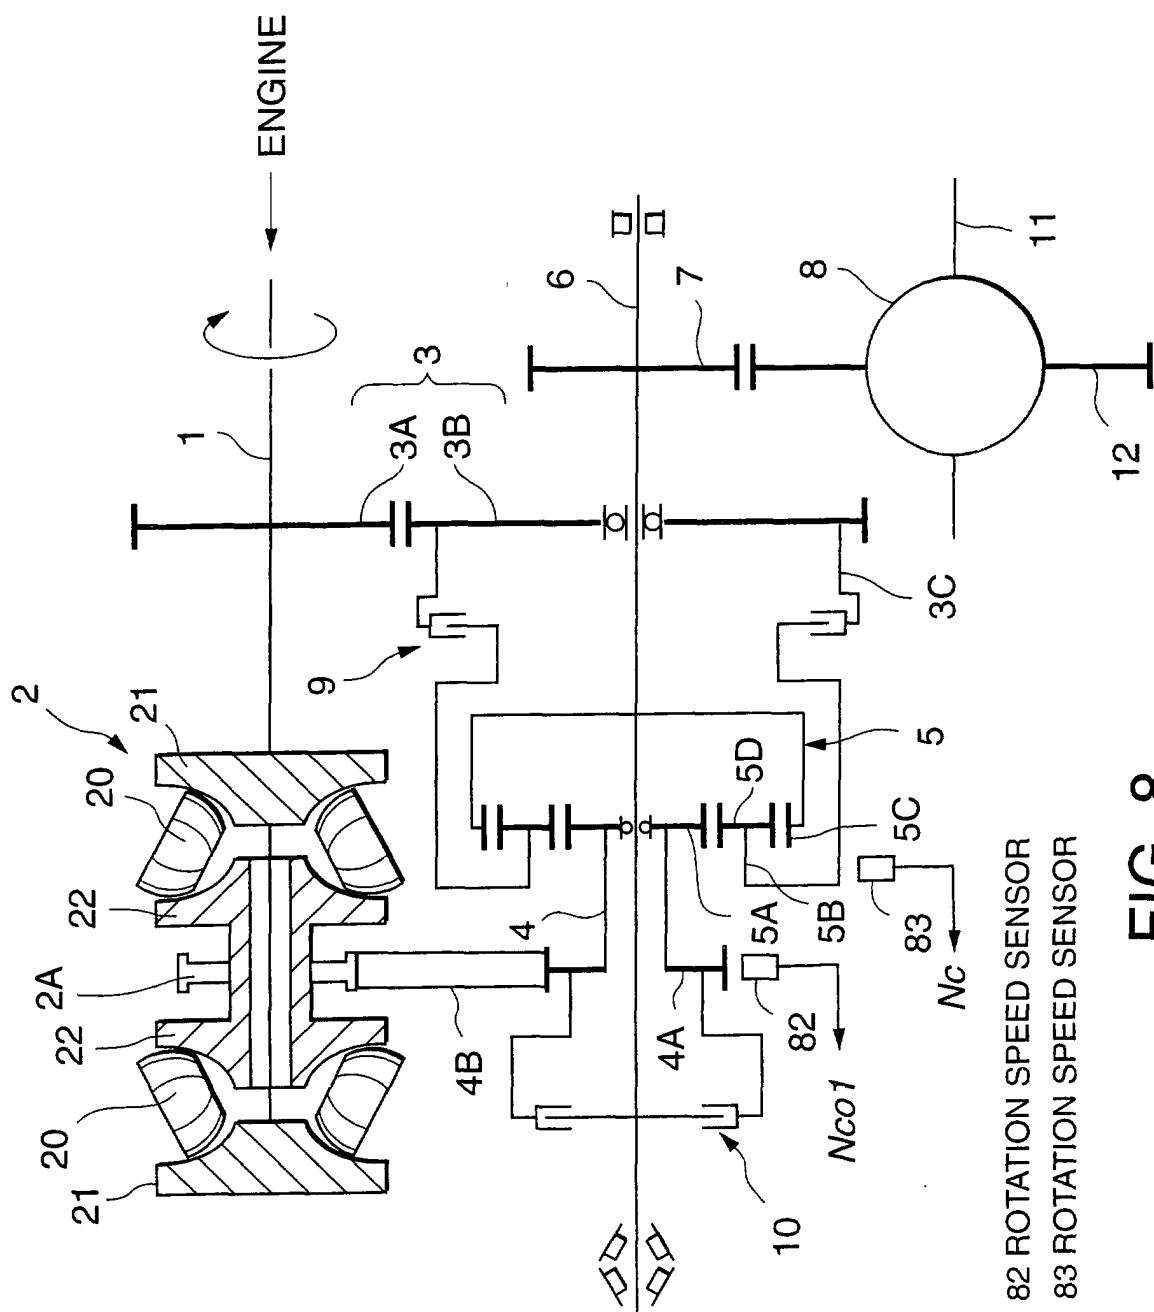 ENGINE
1
3
3A
3B
6
7
8
11
12
2
21
20
22
2A
22
20
21
9
3C
5
5D
5C
4
5A
5B
83
Nc
4B
4A
82
Nco1
10
82 ROTATION SPEED SENSOR
83 ROTATION SPEED SENSOR
FIG. 8